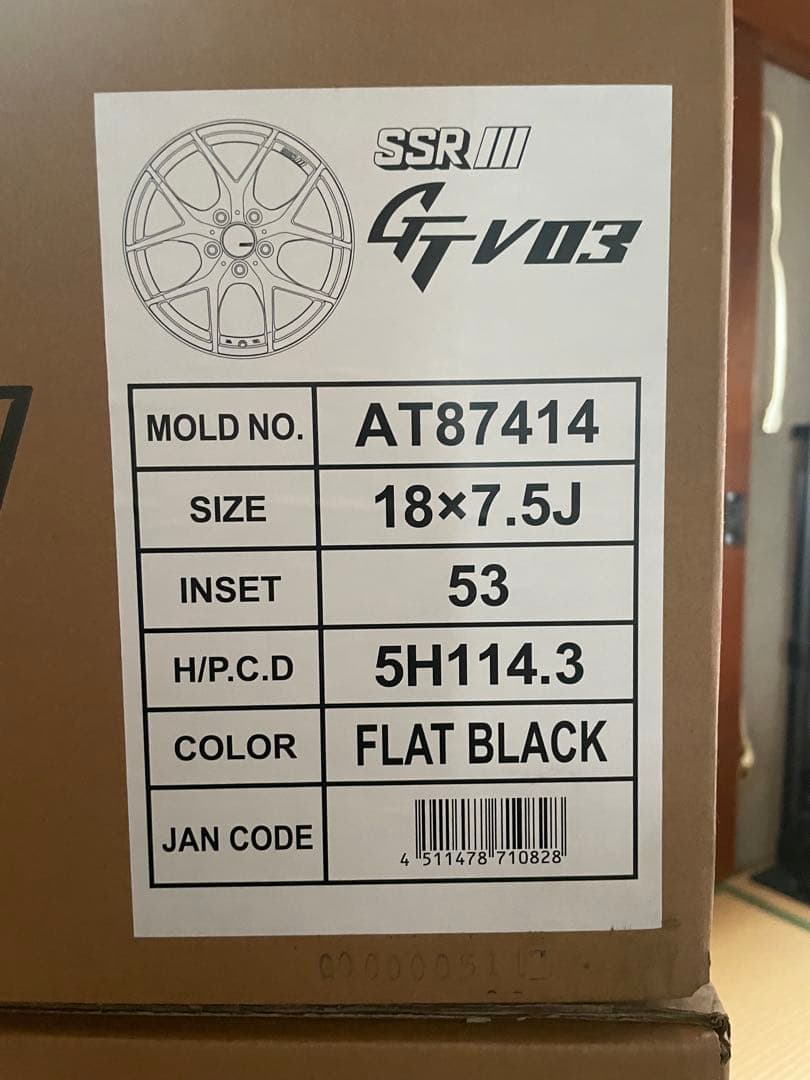 SSR
GTV03
MOLD NO. AT87414
SIZE 18×7.5J
INSET 53
H/P.C.D 5H114.3
COLOR FLAT BLACK
JAN CODE
4 511478 710828